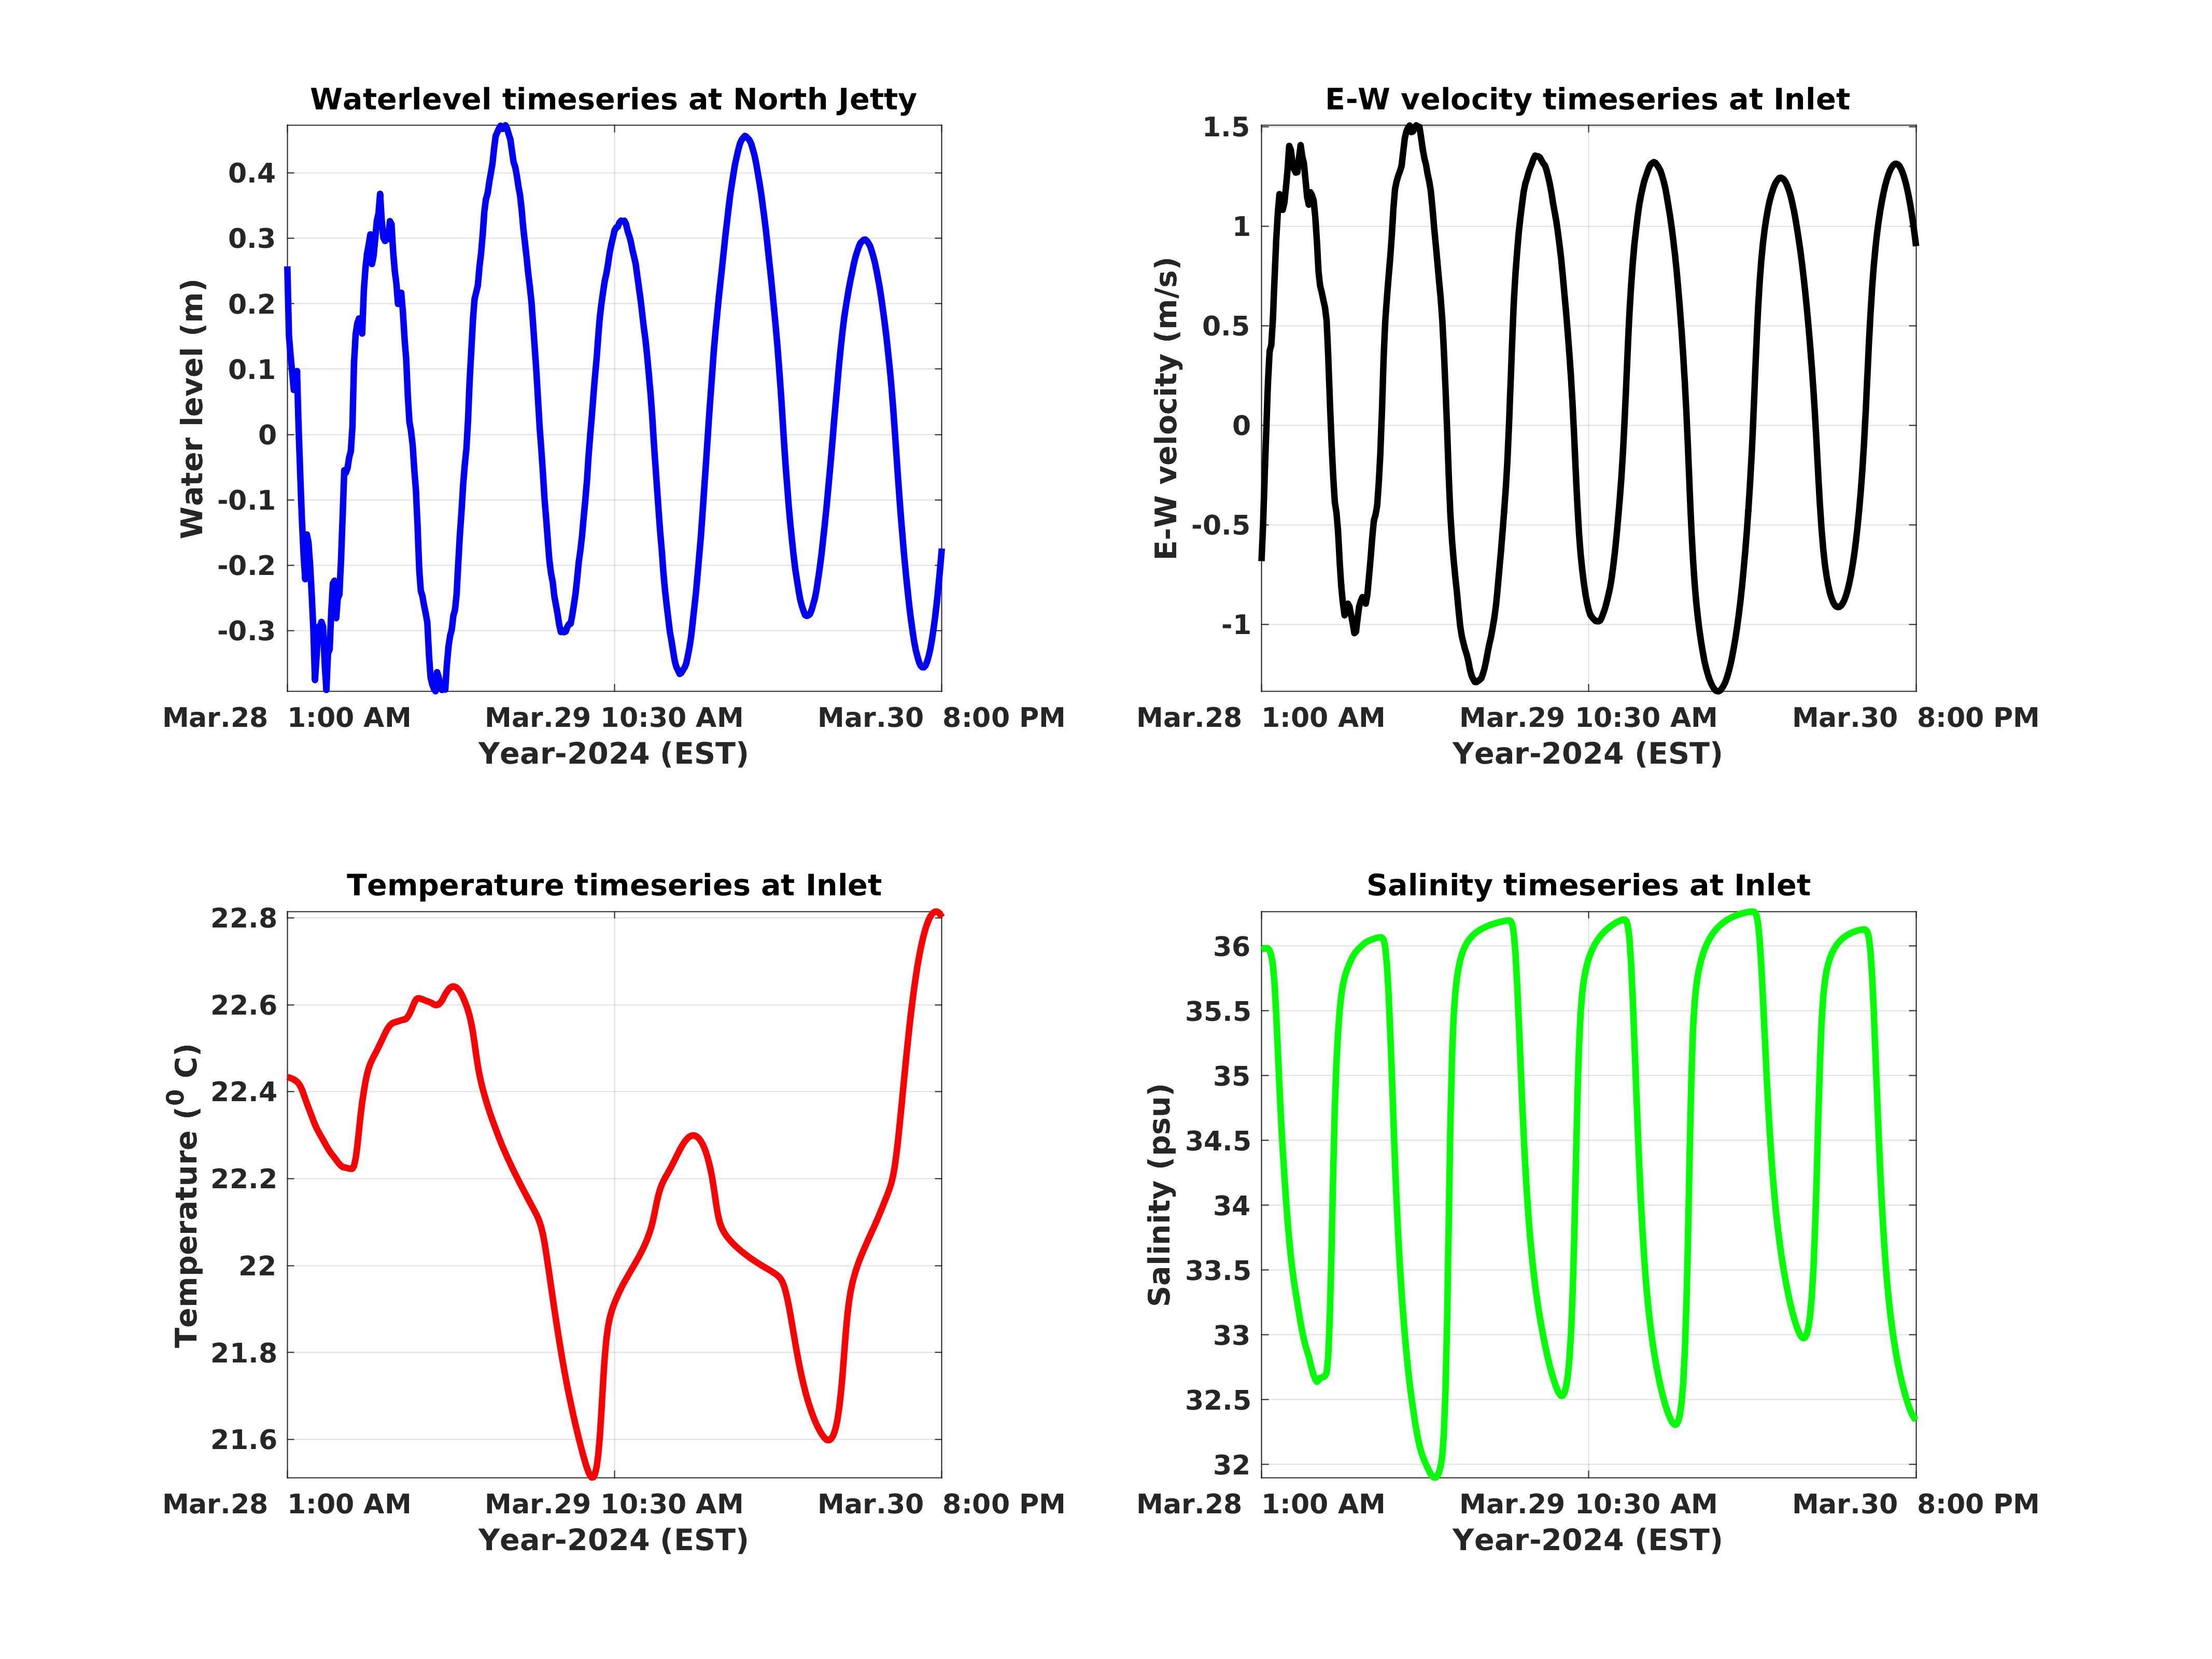 Waterlevel timeseries at North Jetty
0.4
0.3
0.2
0.1
0
-0.1
-0.2
-0.3
Water level (m)
Mar.28 1:00 AM Mar.29 10:30 AM Mar.30 8:00 PM
Year-2024 (EST)
E-W velocity timeseries at Inlet
1.5
1
0.5
0
-0.5
-1
E-W velocity (m/s)
Mar.28 1:00 AM Mar.29 10:30 AM Mar.30 8:00 PM
Year-2024 (EST)
Temperature timeseries at Inlet
22.8
22.6
22.4
22.2
22
21.8
21.6
Temperature (⁰ C)
Mar.28 1:00 AM Mar.29 10:30 AM Mar.30 8:00 PM
Year-2024 (EST)
Salinity timeseries at Inlet
36
35.5
35
34.5
34
33.5
33
32.5
32
Salinity (psu)
Mar.28 1:00 AM Mar.29 10:30 AM Mar.30 8:00 PM
Year-2024 (EST)